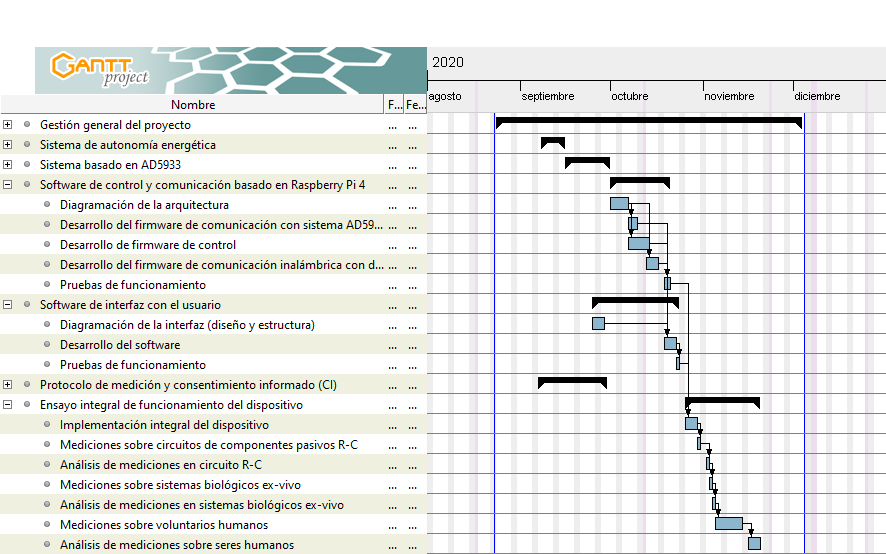 GANTT
project
2020
agosto septiembre octubre noviembre diciembre
Nombre F... Fe...
Gestión general del proyecto ... ...
Sistema de autonomía energética ... ...
Sistema basado en AD5933 ... ...
Software de control y comunicación basado en Raspberry Pi 4 ... ...
Diagramación de la arquitectura ... ...
Desarrollo del firmware de comunicación con sistema AD59... ... ...
Desarrollo de firmware de control ... ...
Desarrollo del firmware de comunicación inalámbrica con d... ... ...
Pruebas de funcionamiento ... ...
Software de interfaz con el usuario ... ...
Diagramación de la interfaz (diseño y estructura) ... ...
Desarrollo del software ... ...
Pruebas de funcionamiento ... ...
Protocolo de medición y consentimiento informado (CI) ... ...
Ensayo integral de funcionamiento del dispositivo ... ...
Implementación integral del dispositivo ... ...
Mediciones sobre circuitos de componentes pasivos R-C ... ...
Análisis de mediciones en circuito R-C ... ...
Mediciones sobre sistemas biológicos ex-vivo ... ...
Análisis de mediciones en sistemas biológicos ex-vivo ... ...
Mediciones sobre voluntarios humanos ... ...
Análisis de mediciones sobre seres humanos ... ...